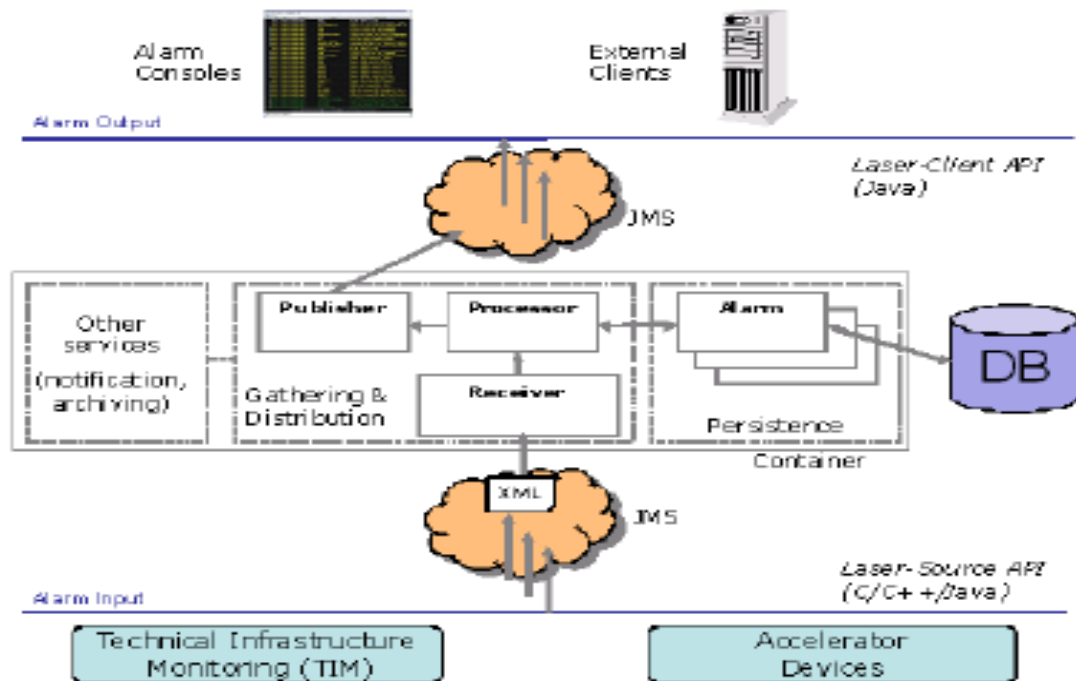 Alarm
Consoles
External
Clients
Alarm Output
Laser-Client API
(Java)
JMS
Publisher
Processor
Alarm
Other
services
(notification,
archiving)
Gathering &
Distribution
Receiver
Persistence
Container
DB
XML
JMS
Laser-Source API
(C/C++/Java)
Alarm Input
Technical Infrastructure
Monitoring (TIM)
Accelerator
Devices